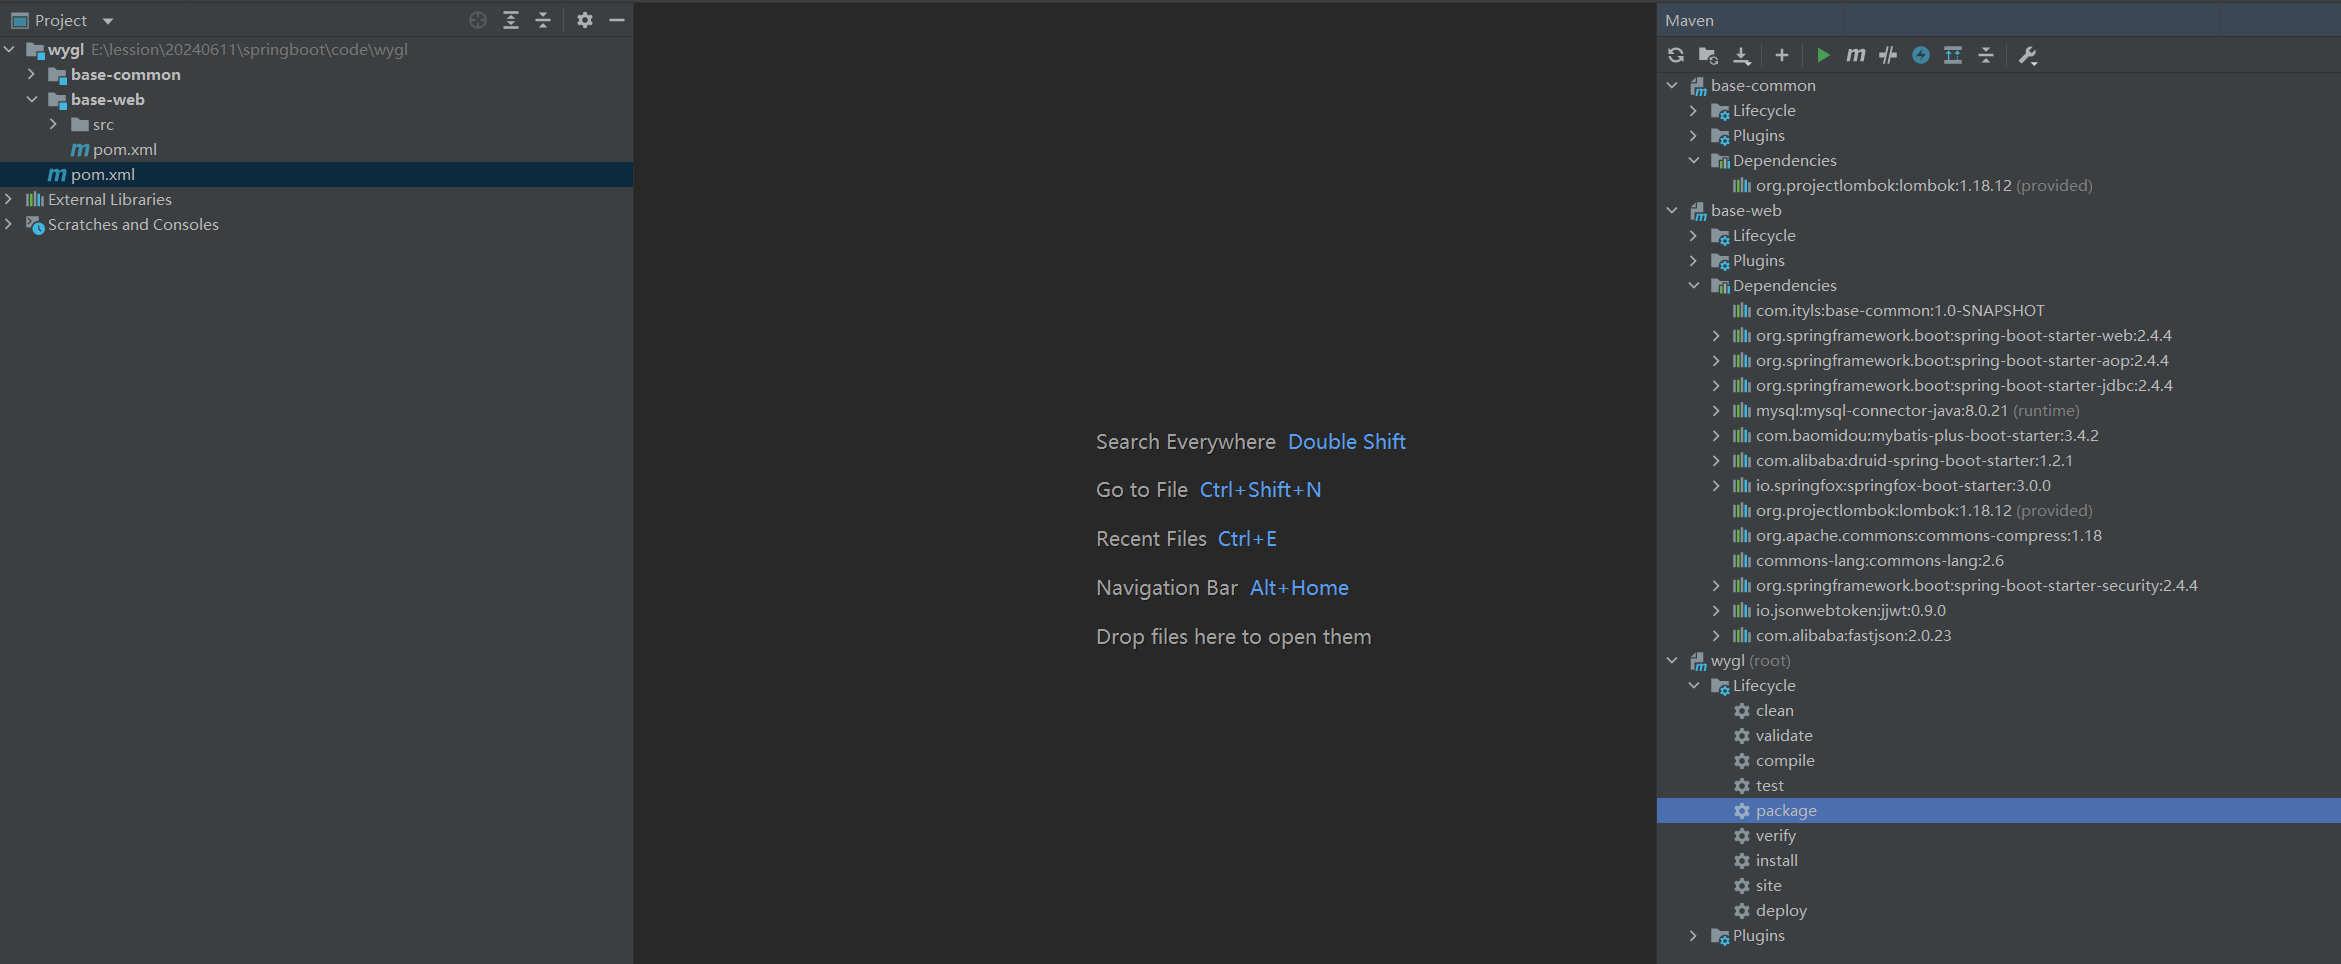 Project
wygl E:\lession\20240611\springboot\code\wygl
base-common
base-web
src
pom.xml
pom.xml
External Libraries
Scratches and Consoles
Search Everywhere Double Shift
Go to File Ctrl+Shift+N
Recent Files Ctrl+E
Navigation Bar Alt+Home
Drop files here to open them
Maven
base-common
Lifecycle
Plugins
Dependencies
org.projectlombok:lombok:1.18.12 (provided)
base-web
Lifecycle
Plugins
Dependencies
com.ityls:base-common:1.0-SNAPSHOT
org.springframework.boot:spring-boot-starter-web:2.4.4
org.springframework.boot:spring-boot-starter-aop:2.4.4
org.springframework.boot:spring-boot-starter-jdbc:2.4.4
mysql:mysql-connector-java:8.0.21 (runtime)
com.baomidou:mybatis-plus-boot-starter:3.4.2
com.alibaba:druid-spring-boot-starter:1.2.1
io.springfox:springfox-boot-starter:3.0.0
org.projectlombok:lombok:1.18.12 (provided)
org.apache.commons:commons-compress:1.18
commons-lang:commons-lang:2.6
org.springframework.boot:spring-boot-starter-security:2.4.4
io.jsonwebtoken:jjwt:0.9.0
com.alibaba:fastjson:2.0.23
wygl (root)
Lifecycle
clean
validate
compile
test
package
verify
install
site
deploy
Plugins